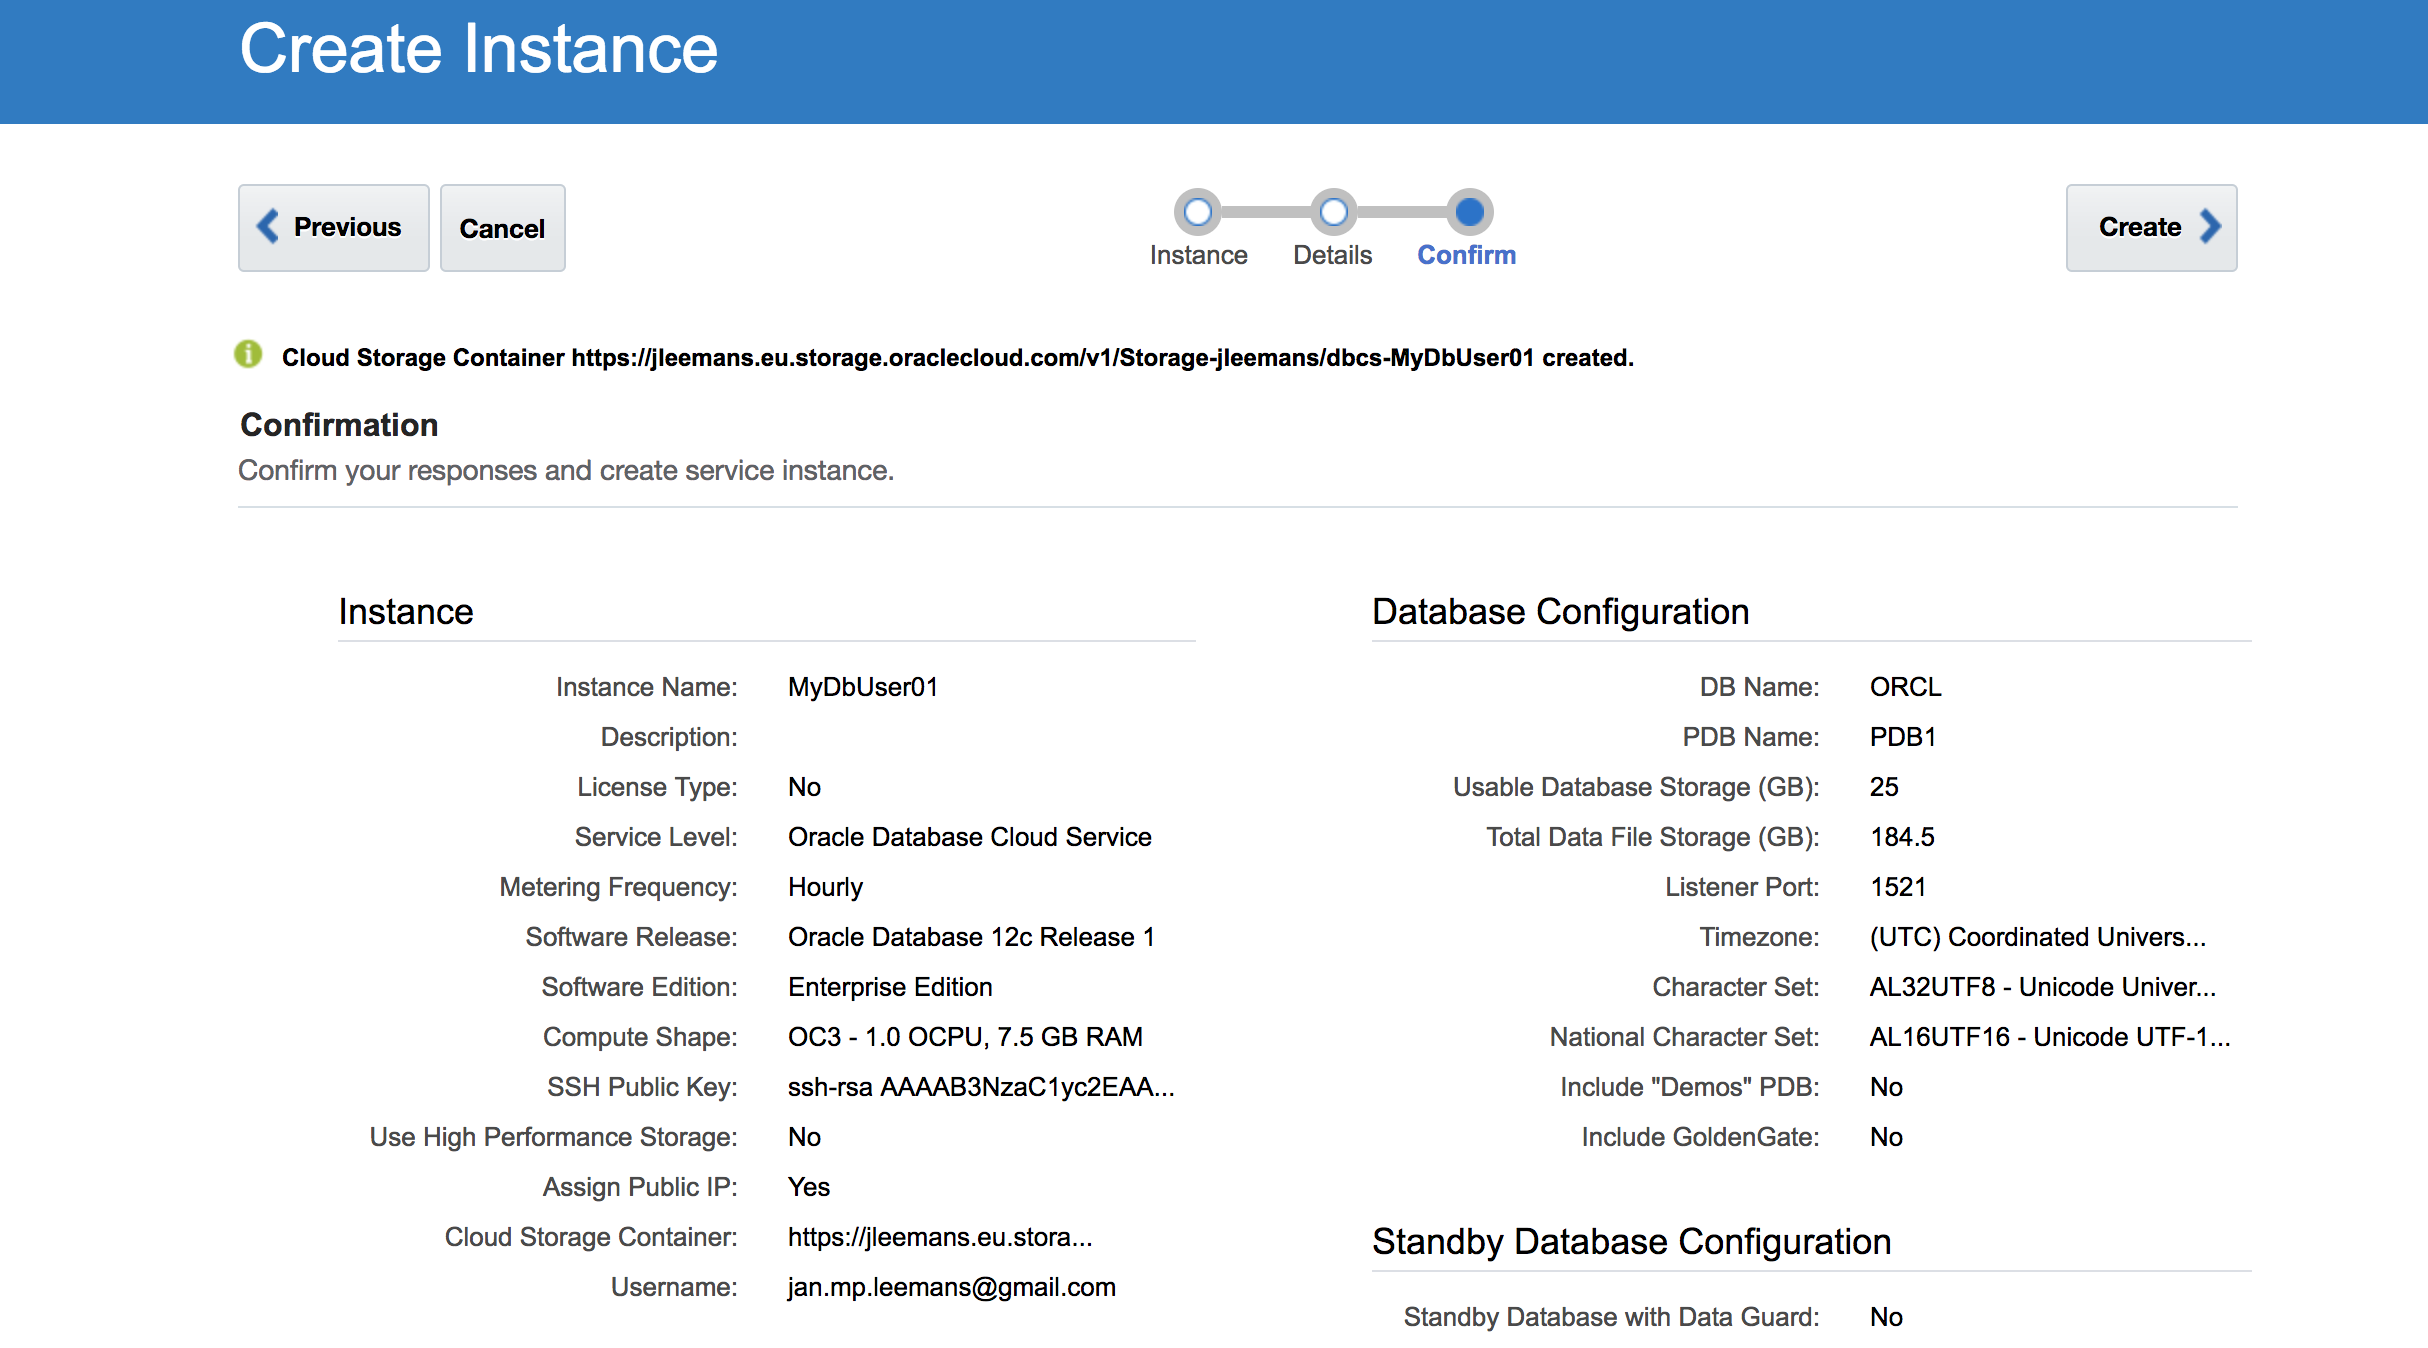 Create Instance
Previous
Cancel
Instance
Details
Confirm
Create
Cloud Storage Container https://jleemans.eu.storage.oraclecloud.com/v1/Storage-jleemans/dbcs-MyDbUser01 created.
Confirmation
Confirm your responses and create service instance.
Instance
Instance Name: MyDbUser01
Description:
License Type: No
Service Level: Oracle Database Cloud Service
Metering Frequency: Hourly
Software Release: Oracle Database 12c Release 1
Software Edition: Enterprise Edition
Compute Shape: OC3 - 1.0 OCPU, 7.5 GB RAM
SSH Public Key: ssh-rsa AAAAB3NzaC1yc2EAA...
Use High Performance Storage: No
Assign Public IP: Yes
Cloud Storage Container: https://jleemans.eu.stora...
Username: jan.mp.leemans@gmail.com
Database Configuration
DB Name: ORCL
PDB Name: PDB1
Usable Database Storage (GB): 25
Total Data File Storage (GB): 184.5
Listener Port: 1521
Timezone: (UTC) Coordinated Univers...
Character Set: AL32UTF8 - Unicode Univer...
National Character Set: AL16UTF16 - Unicode UTF-1...
Include "Demos" PDB: No
Include GoldenGate: No
Standby Database Configuration
Standby Database with Data Guard: No